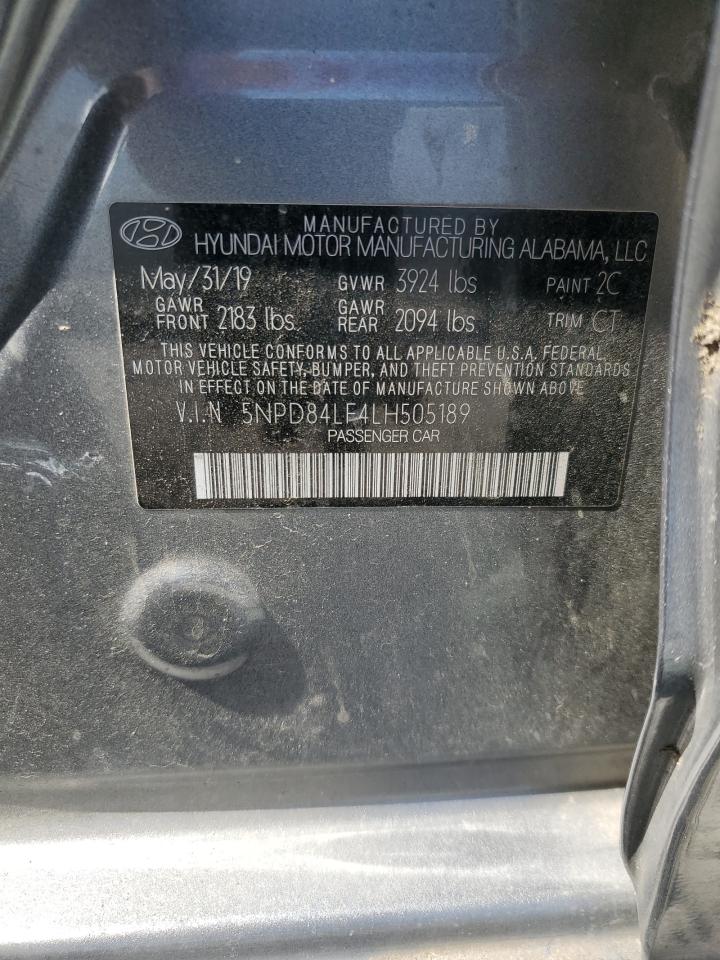 MANUFACTURED BY
HYUNDAI MOTOR MANUFACTURING ALABAMA, LLC
May/31/19 GVWR 3924 lbs PAINT 2C
GAWR FRONT 2183 lbs. GAWR REAR 2094 lbs TRIM CT
THIS VEHICLE CONFORMS TO ALL APPLICABLE U.S.A. FEDERAL
MOTOR VEHICLE SAFETY, BUMPER, AND THEFT PREVENTION STANDARDS
IN EFFECT ON THE DATE OF MANUFACTURE SHOWN ABOVE
V.I.N 5NPD84LF4LH505189
PASSENGER CAR